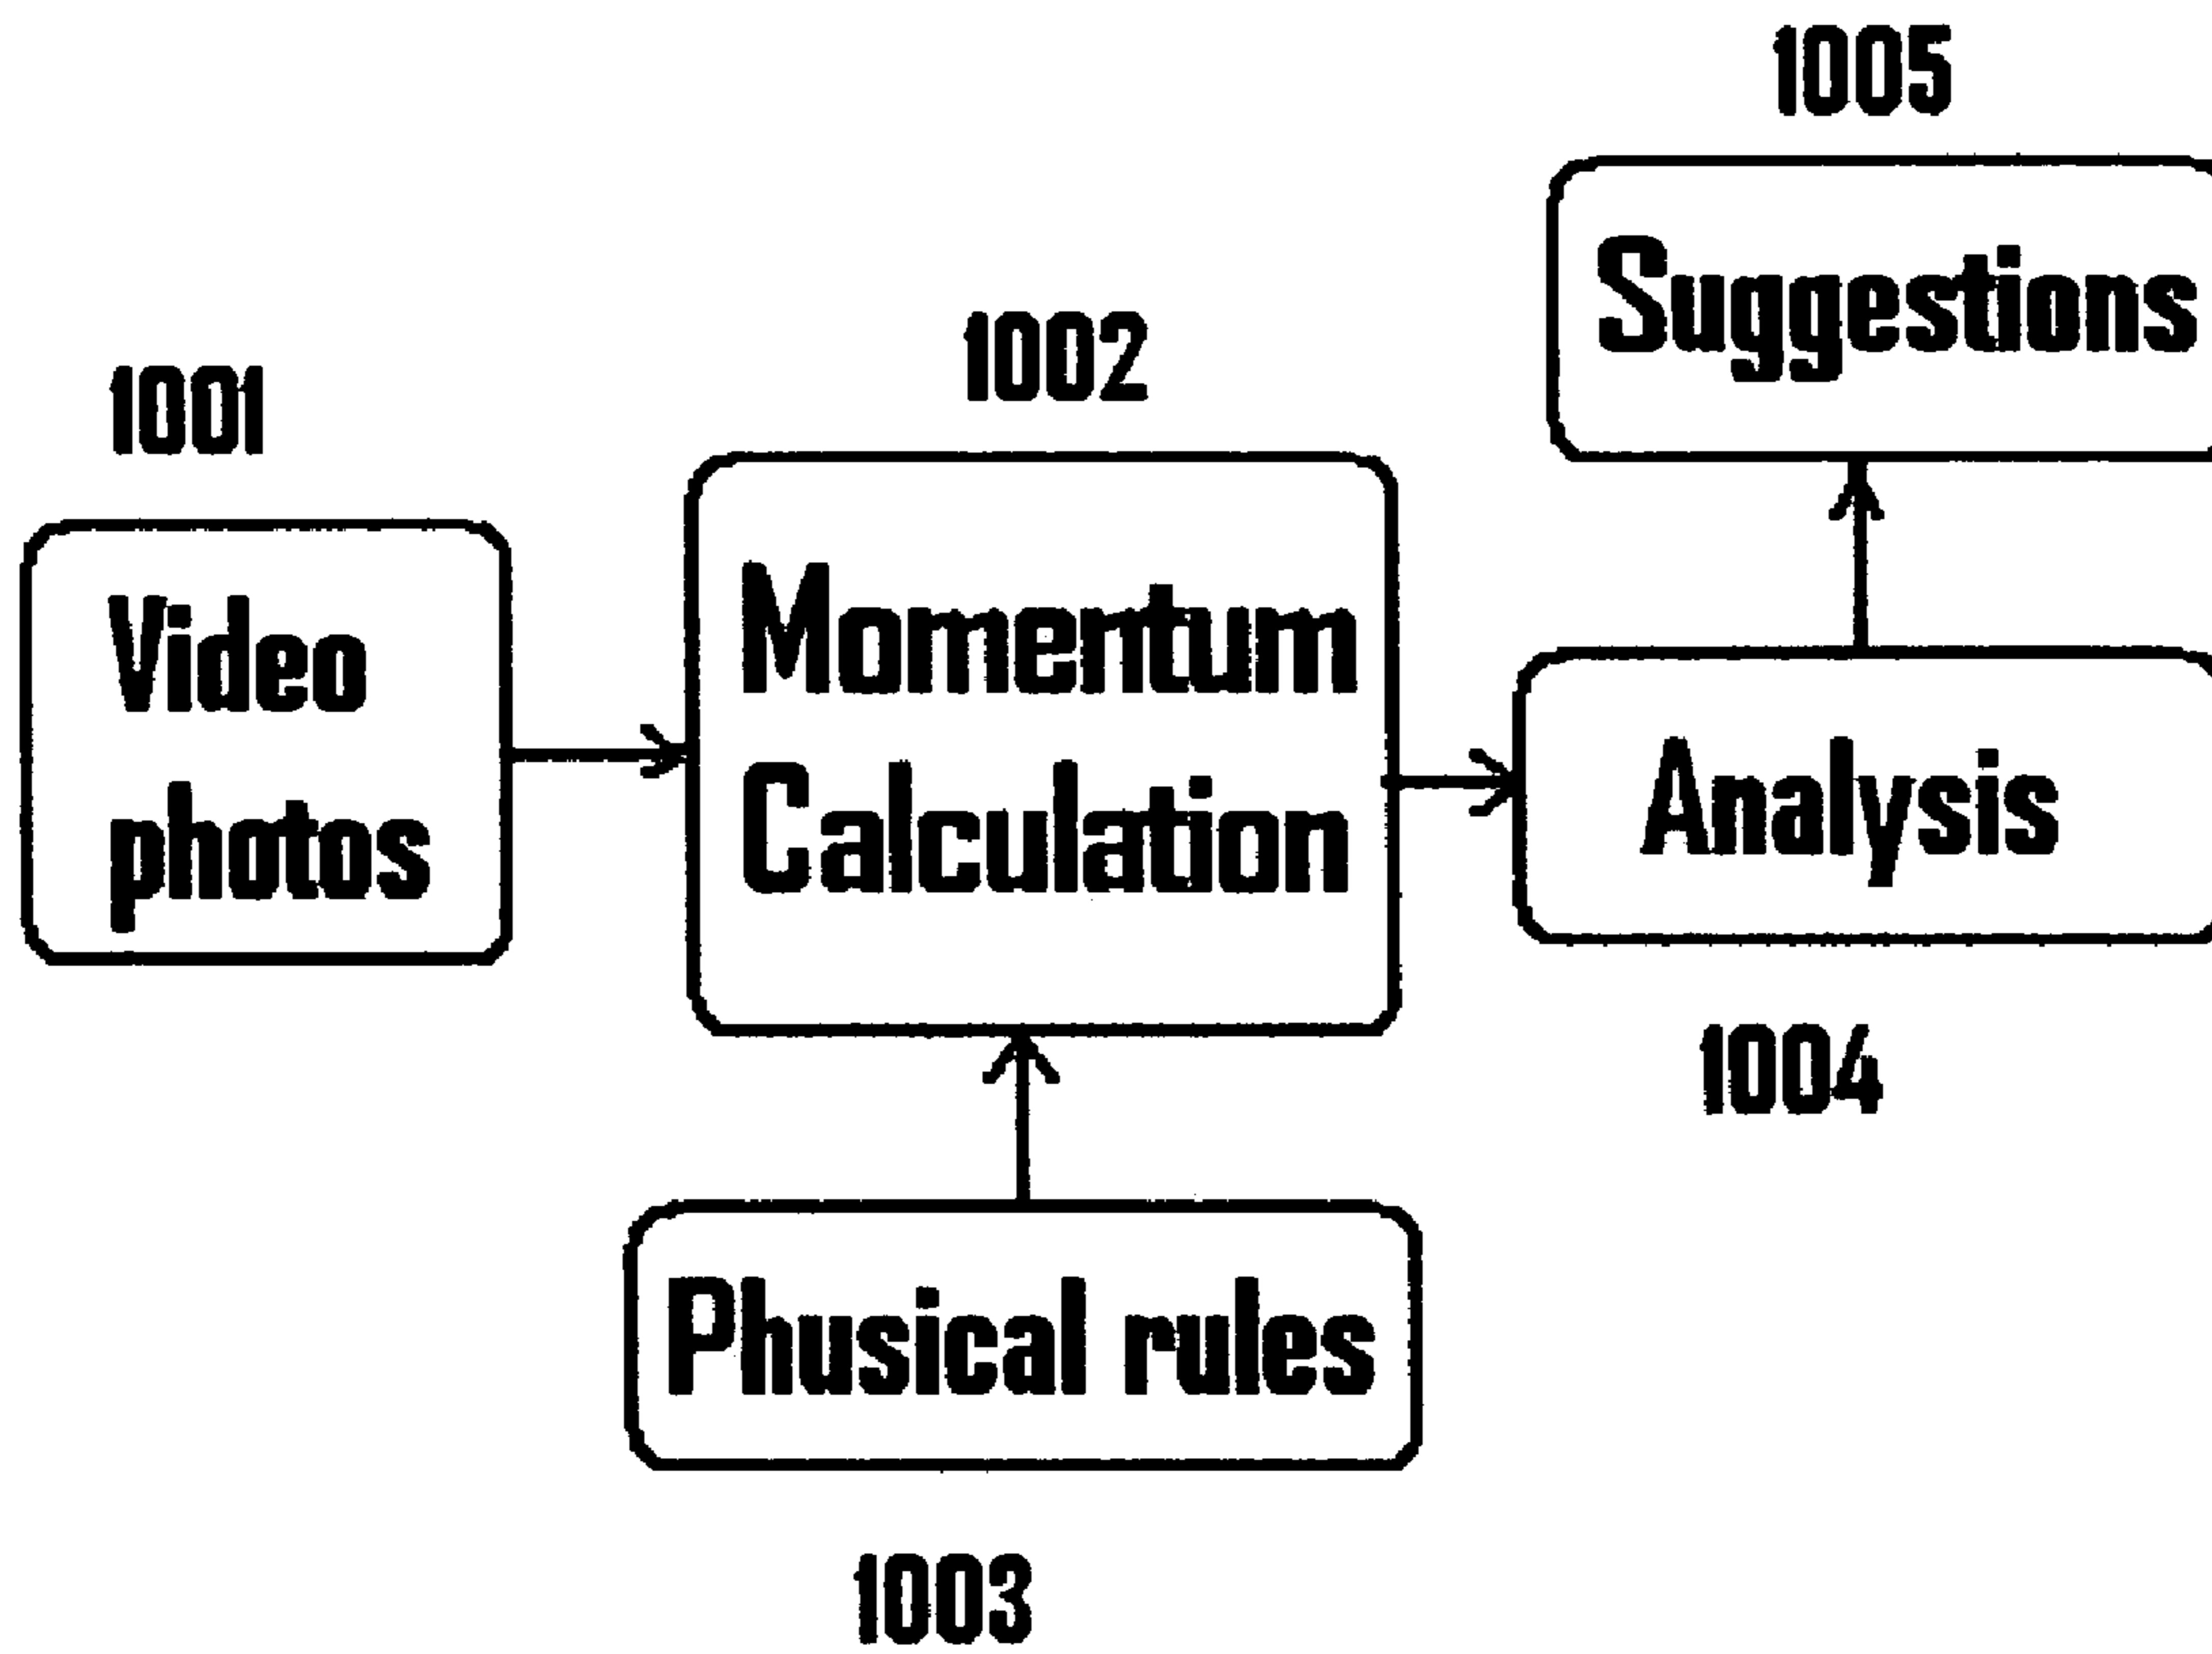 1005
Suggestions
1002
1001
Momentum
Calculation
Video
photos
Analysis
1004
Phusical rules
1003